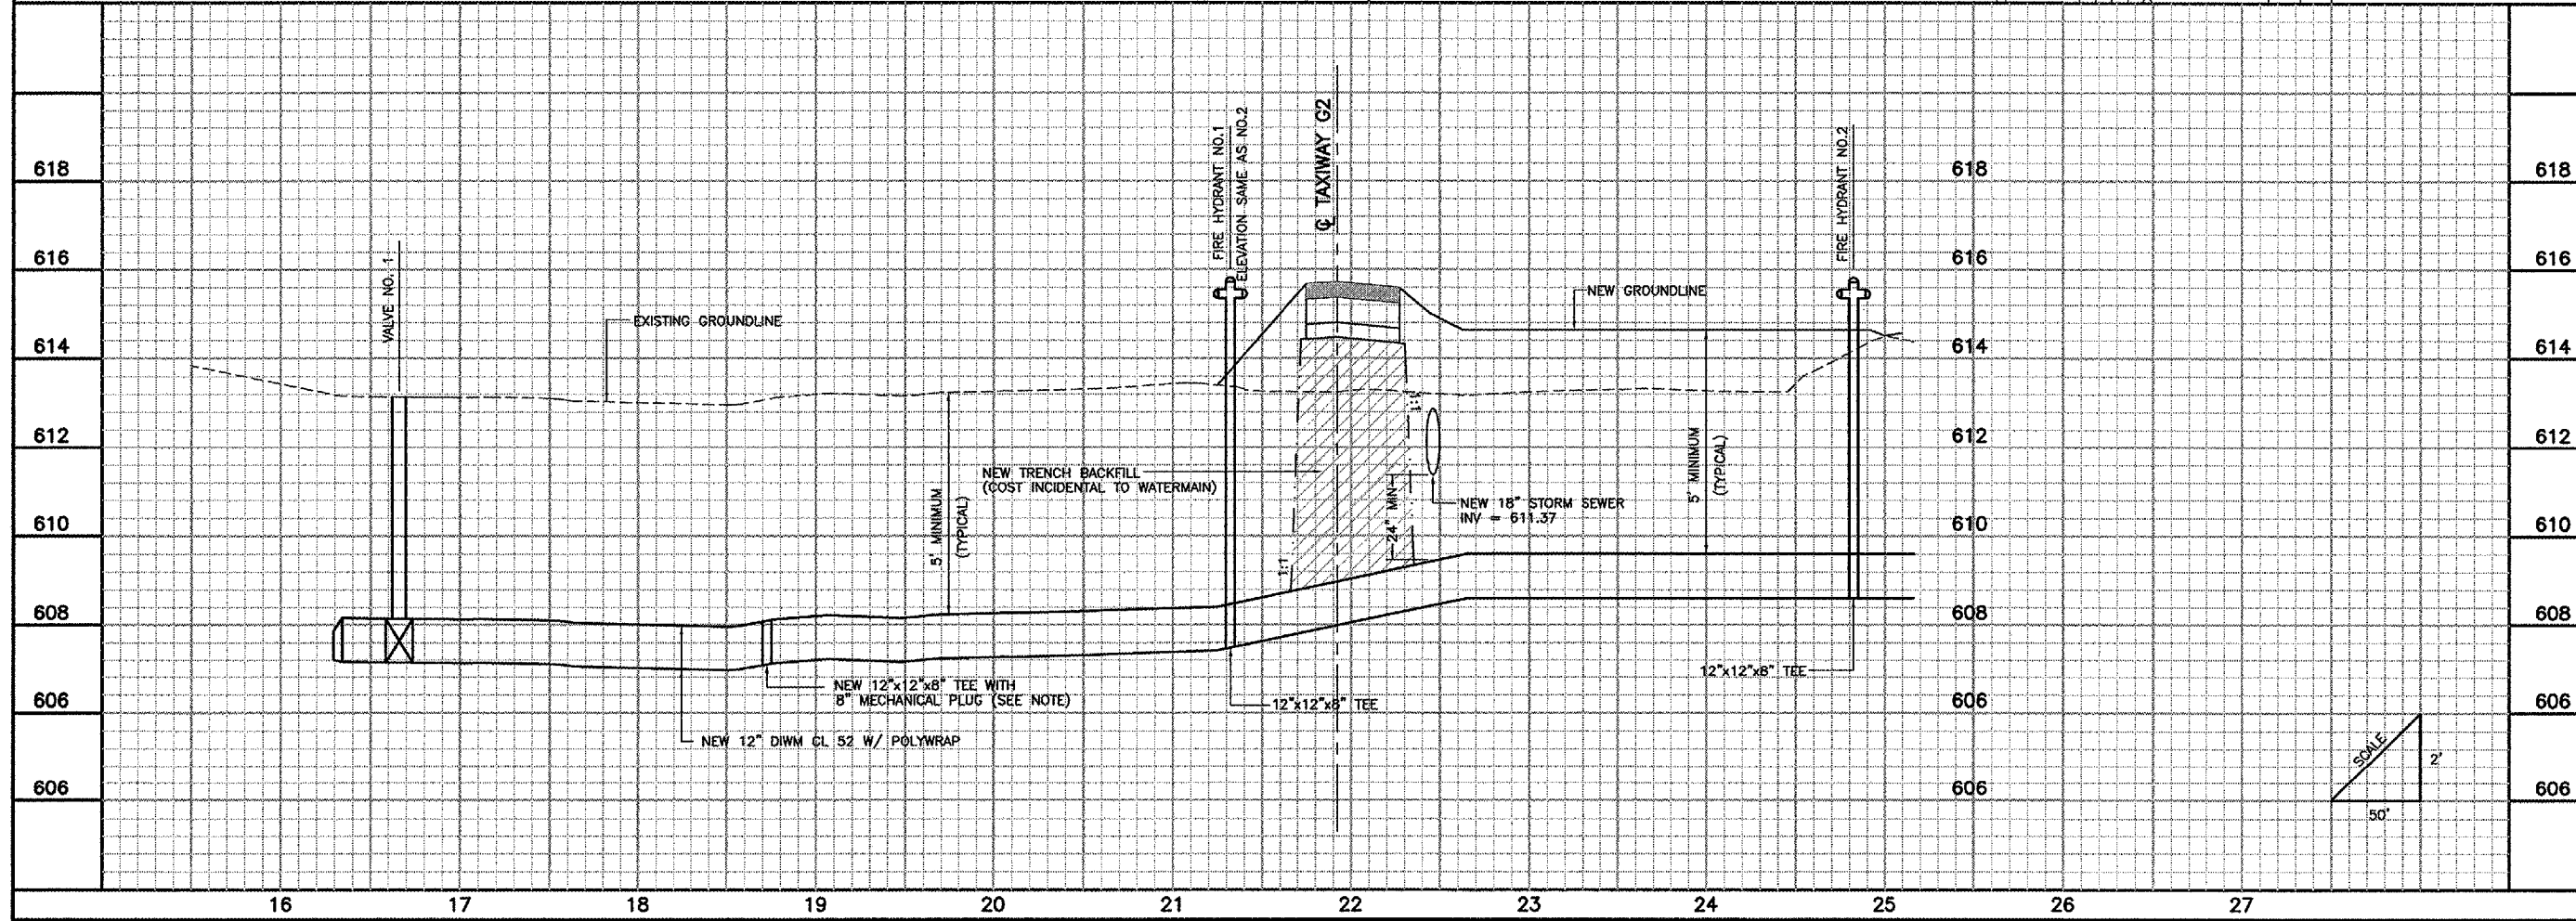 618
616
614
612
610
608
606
606
VALVE NO. 1
EXISTING GROUNDLINE
FIRE HYDRANT NO.1
ELEVATION SAME AS NO.2
℄ TAXIWAY G2
FIRE HYDRANT NO.2
NEW GROUNDLINE
5' MINIMUM
(TYPICAL)
NEW TRENCH BACKFILL
(COST INCIDENTAL TO WATERMAIN)
1:1
1:1
24" MIN
NEW 18" STORM SEWER
INV = 611.37
5' MINIMUM
(TYPICAL)
NEW 12"x12"x8" TEE WITH
8" MECHANICAL PLUG (SEE NOTE)
NEW 12" DIWM CL 52 W/ POLYWRAP
12"x12"x8" TEE
12"x12"x8" TEE
618
616
614
612
610
608
606
606
SCALE
2'
50'
618
616
614
612
610
608
606
606
16 17 18 19 20 21 22 23 24 25 26 27